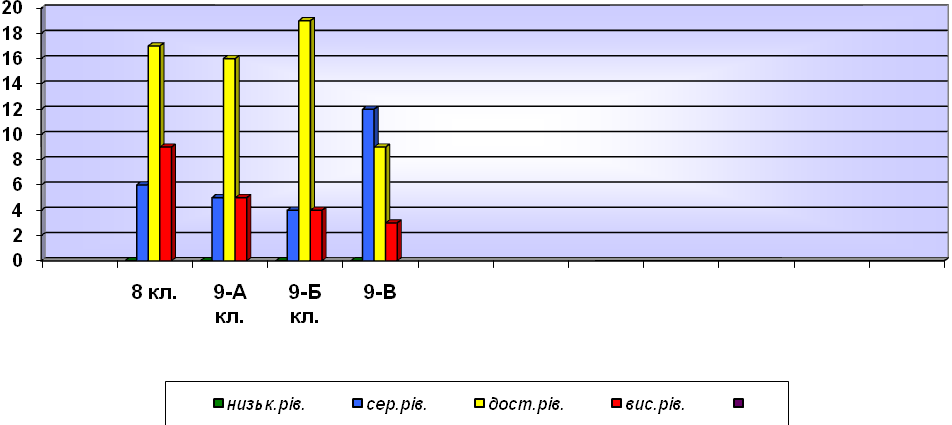 20
18
16
14
12
10
8
6
4
2
0
8 кл.
9-А кл.
9-Б кл.
9-В
низьк.рів.
сер.рів.
дост.рів.
вис.рів.